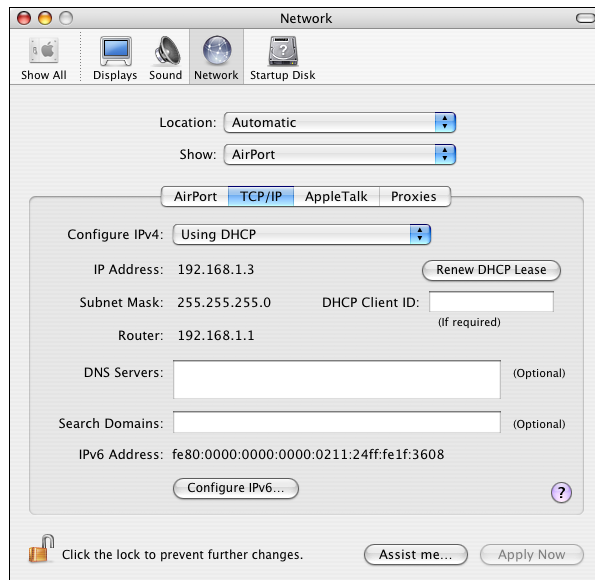 Network
Show All Displays Sound Network Startup Disk
Location: Automatic
Show: AirPort
AirPort TCP/IP AppleTalk Proxies
Configure IPv4: Using DHCP
IP Address: 192.168.1.3 Renew DHCP Lease
Subnet Mask: 255.255.255.0 DHCP Client ID:
(If required)
Router: 192.168.1.1
DNS Servers: (Optional)
Search Domains: (Optional)
IPv6 Address: fe80:0000:0000:0000:0211:24ff:fe1f:3608
Configure IPv6...
?
Click the lock to prevent further changes. Assist me... Apply Now